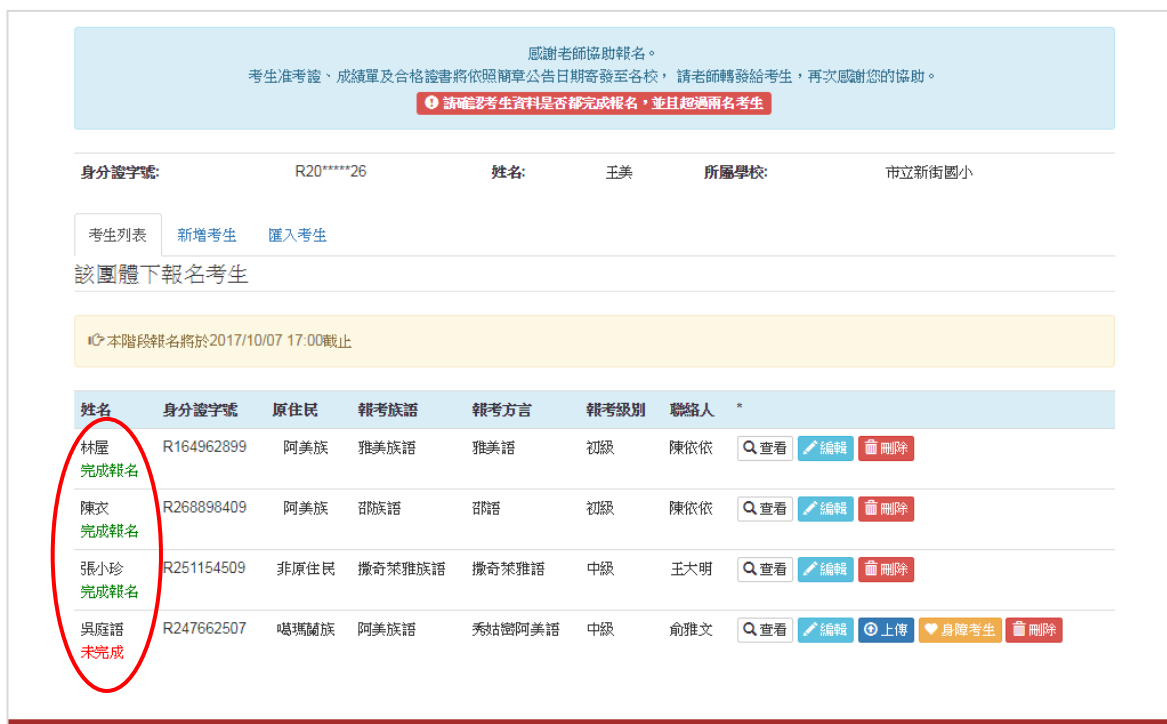 感謝老師協助報名。
考生准考證、成績單及合格證書將依照簡章公告日期寄發至各校， 請老師轉發給考生，再次感謝您的協助。
請確認考生資料是否都完成報名，並且超過兩名考生
身分證字號: R20*****26 姓名: 王美 所屬學校: 市立新街國小
考生列表 新增考生 匯入考生
該團體下報名考生
本階段報名將於2017/10/07 17:00截止
姓名 身分證字號 原住民 報考族語 報考方言 報考級別 聯絡人 *
林屋 R164962899 阿美族 雅美族語 雅美語 初級 陳依依 查看 編輯 刪除
完成報名
陳衣 R268898409 阿美族 邵族語 邵語 初級 陳依依 查看 編輯 刪除
完成報名
張小珍 R251154509 非原住民 撒奇萊雅族語 撒奇萊雅語 中級 王大明 查看 編輯 刪除
完成報名
吳庭語 R247662507 噶瑪蘭族 阿美族語 秀姑巒阿美語 中級 俞雅文 查看 編輯 上傳 身障考生 刪除
未完成